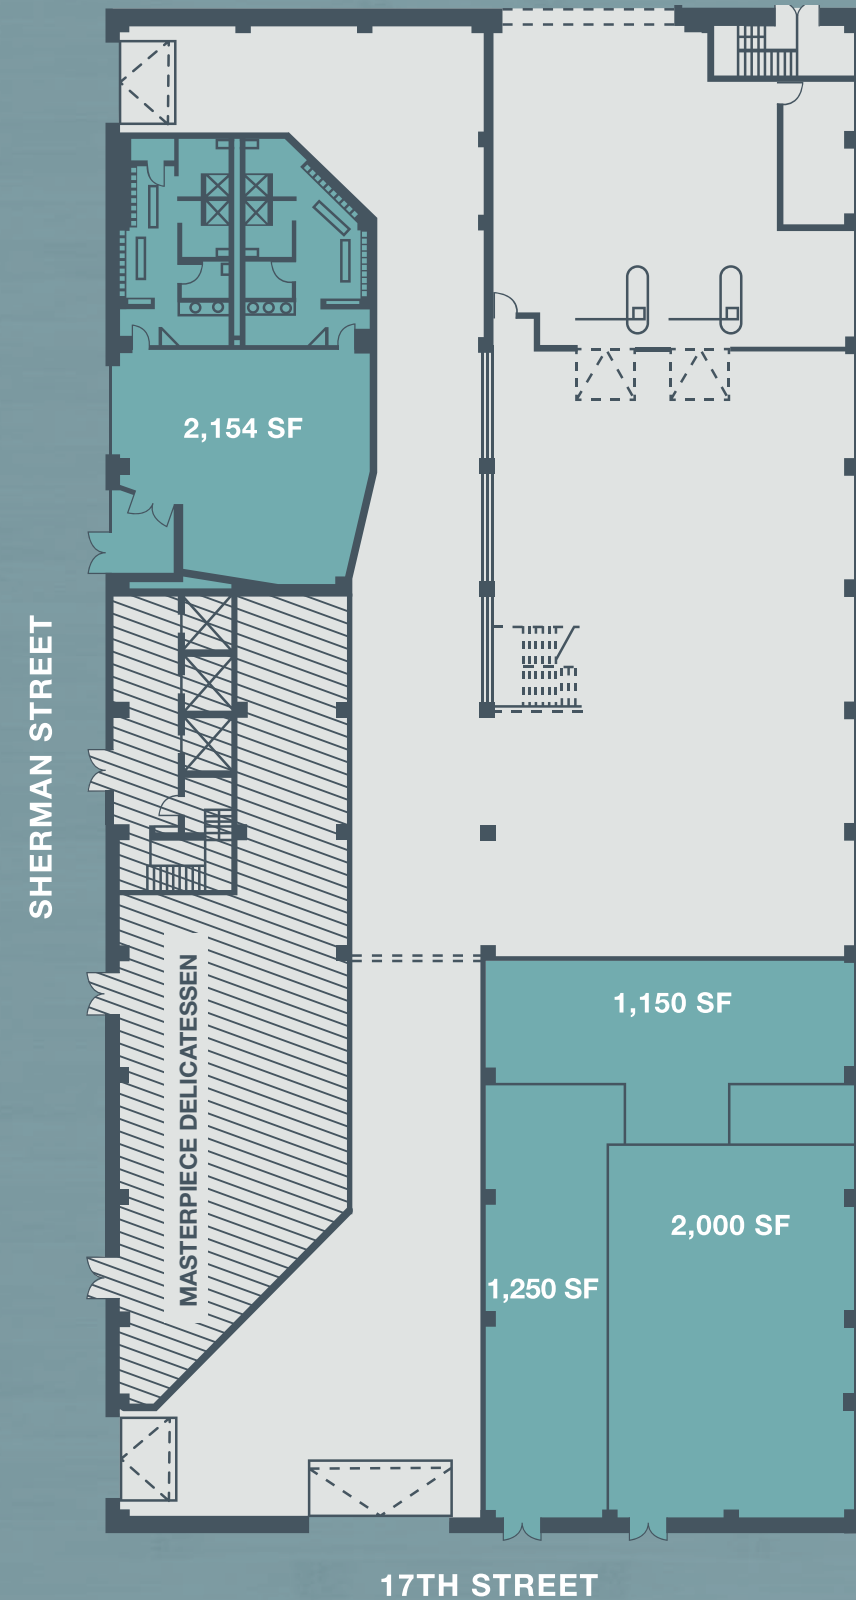 2,154 SF
SHERMAN STREET
MASTERPIECE DELICATESSEN
1,150 SF
2,000 SF
1,250 SF
17TH STREET